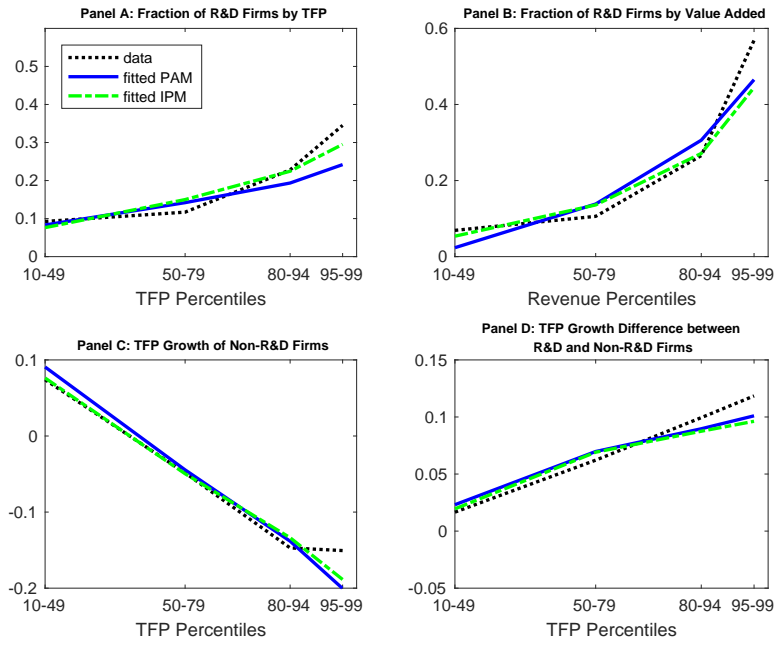 Panel A: Fraction of R&D Firms by TFP
0.5
0.4
0.3
0.2
0.1
0
data
fitted PAM
fitted IPM
10-49 50-79 80-94 95-99
TFP Percentiles
Panel B: Fraction of R&D Firms by Value Added
0.6
0.4
0.2
0
10-49 50-79 80-94 95-99
Revenue Percentiles
Panel C: TFP Growth of Non-R&D Firms
0.1
0
-0.1
-0.2
10-49 50-79 80-94 95-99
TFP Percentiles
Panel D: TFP Growth Difference between
R&D and Non-R&D Firms
0.15
0.1
0.05
0
-0.05
10-49 50-79 80-94 95-99
TFP Percentiles